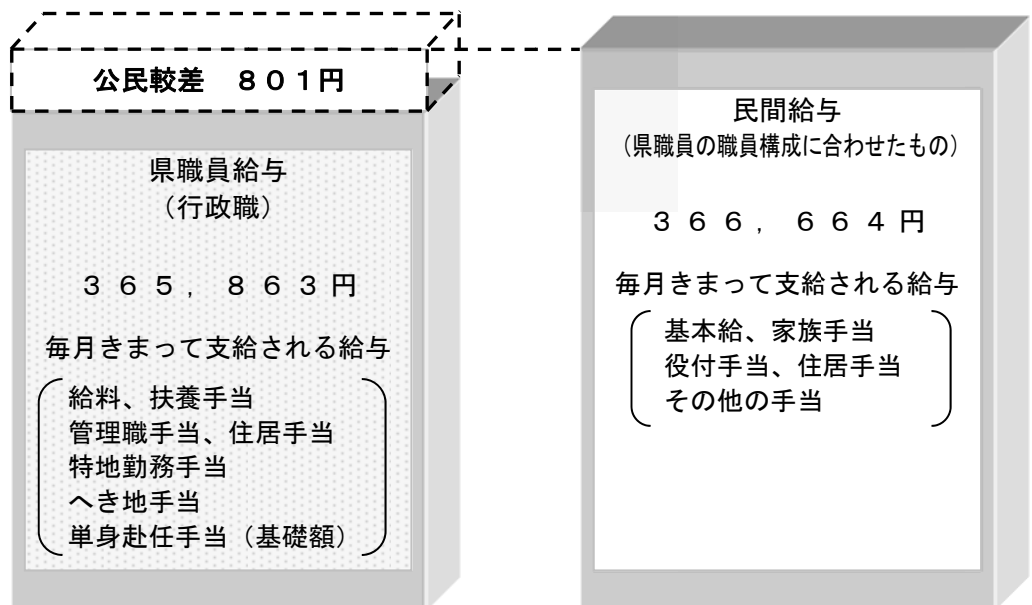 公民較差 ８０１円
県職員給与
（行政職）
３６５，８６３円
毎月きまって支給される給与
給料、扶養手当
管理職手当、住居手当
特地勤務手当
へき地手当
単身赴任手当（基礎額）
民間給与
（県職員の職員構成に合わせたもの）
３６６，６６４円
毎月きまって支給される給与
基本給、家族手当
役付手当、住居手当
その他の手当